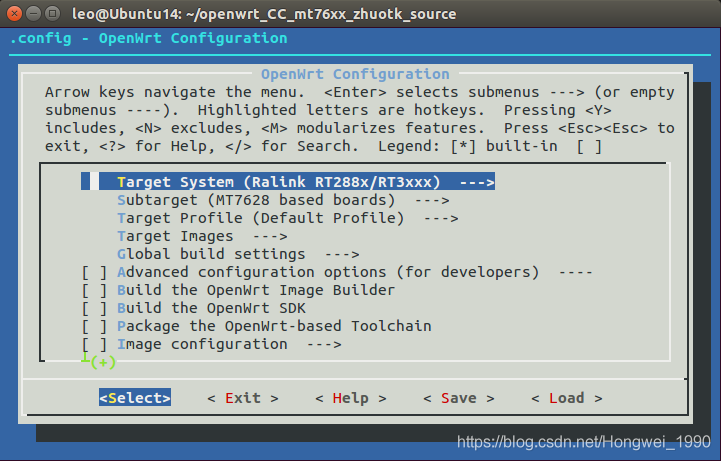 leo@Ubuntu14: ~/openwrt_CC_mt76xx_zhuotk_source
.config - OpenWrt Configuration
OpenWrt Configuration
Arrow keys navigate the menu.  <Enter> selects submenus ---> (or empty
submenus ----).  Highlighted letters are hotkeys.  Pressing <Y>
includes, <N> excludes, <M> modularizes features.  Press <Esc><Esc> to
exit, <?> for Help, </> for Search.  Legend: [*] built-in  [ ]
Target System (Ralink RT288x/RT3xxx)  --->
Subtarget (MT7628 based boards)  --->
Target Profile (Default Profile)  --->
Target Images  --->
Global build settings  --->
[ ] Advanced configuration options (for developers)  ----
[ ] Build the OpenWrt Image Builder
[ ] Build the OpenWrt SDK
[ ] Package the OpenWrt-based Toolchain
[ ] Image configuration  --->
┴(+)
<Select>    < Exit >    < Help >    < Save >    < Load >
https://blog.csdn.net/Hongwei_1990